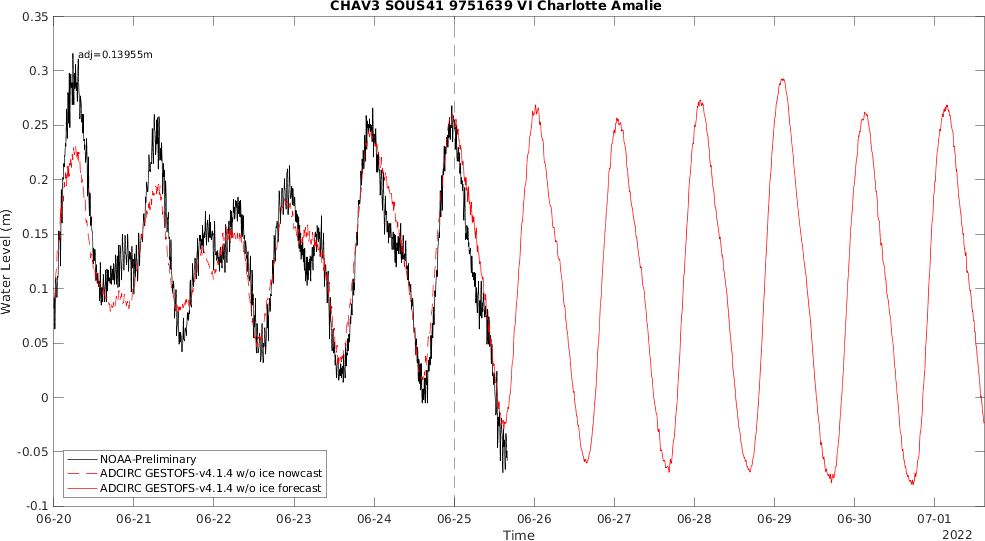 CHAV3 SOUS41 9751639 VI Charlotte Amalie
adj=0.13955m
0.35
0.3
0.25
0.2
0.15
0.1
0.05
0
-0.05
-0.1
Water Level (m)
NOAA-Preliminary
ADCIRC GESTOFS-v4.1.4 w/o ice nowcast
ADCIRC GESTOFS-v4.1.4 w/o ice forecast
06-20 06-21 06-22 06-23 06-24 06-25 06-26 06-27 06-28 06-29 06-30 07-01
Time
2022